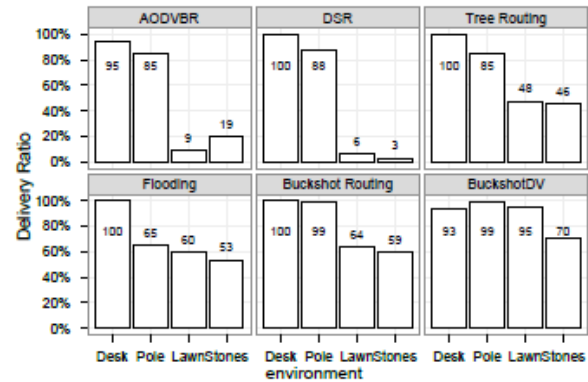 AODVBR DSR Tree Routing
100%
80%
60%
40%
20%
0%
95 85 9 19
100 88 6 3
100 85 48 46
Delivery Ratio
Flooding Buckshot Routing BuckshotDV
100%
80%
60%
40%
20%
0%
100 65 60 53
100 99 64 59
93 99 95 70
Desk Pole Lawn Stones Desk Pole Lawn Stones Desk Pole Lawn Stones
environment